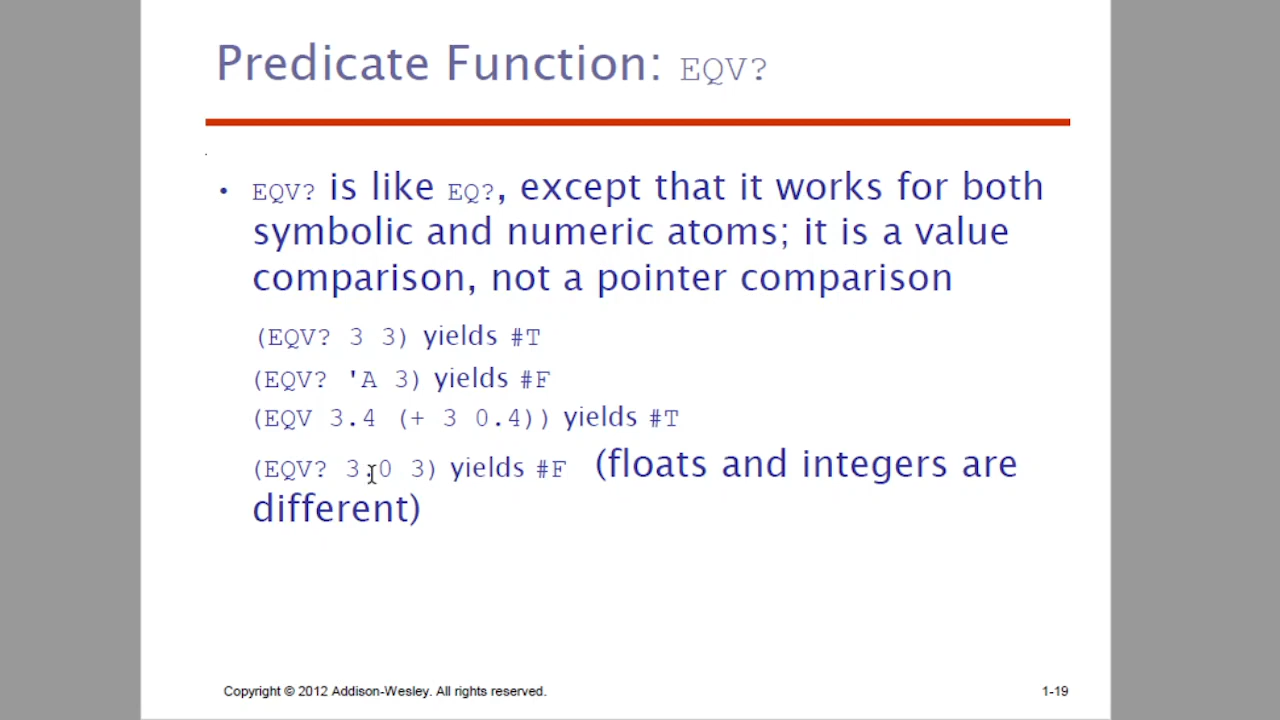 Predicate Function: EQV?
• EQV? is like EQ?, except that it works for both
symbolic and numeric atoms; it is a value
comparison, not a pointer comparison
(EQV? 3 3) yields #T
(EQV? 'A 3) yields #F
(EQV 3.4 (+ 3 0.4)) yields #T
(EQV? 3.0 3) yields #F (floats and integers are
different)
Copyright © 2012 Addison-Wesley. All rights reserved.
1-19